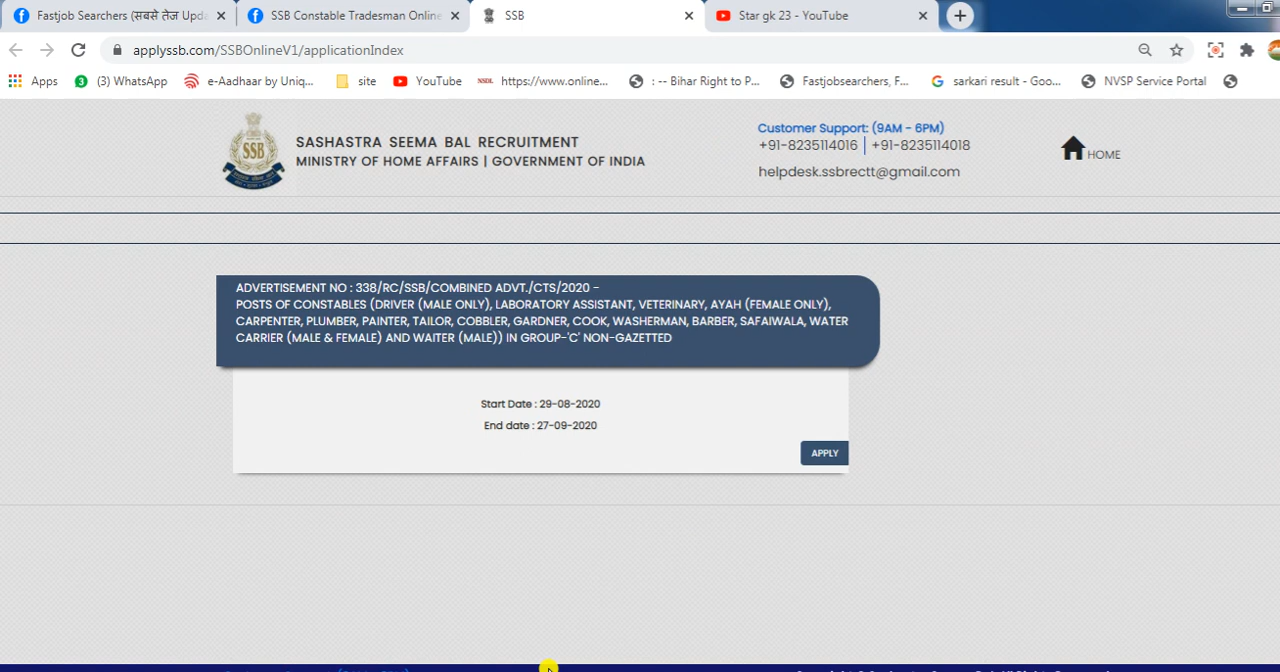 Fastjob Searchers (सबसे तेज Upda
SSB Constable Tradesman Online
SSB
Star gk 23 - YouTube
applyssb.com/SSBOnlineV1/applicationIndex
Apps
3
(3) WhatsApp
e-Aadhaar by Uniq...
site
YouTube
NSDL
https://www.online...
: -- Bihar Right to P...
Fastjobsearchers, F...
sarkari result - Goo...
NVSP Service Portal
SSB
SASHASTRA SEEMA BAL RECRUITMENT
MINISTRY OF HOME AFFAIRS | GOVERNMENT OF INDIA
Customer Support: (9AM - 6PM)
+91-8235114016 | +91-8235114018
helpdesk.ssbrectt@gmail.com
HOME
ADVERTISEMENT NO : 338/RC/SSB/COMBINED ADVT./CTS/2020 -
POSTS OF CONSTABLES (DRIVER (MALE ONLY), LABORATORY ASSISTANT, VETERINARY, AYAH (FEMALE ONLY),
CARPENTER, PLUMBER, PAINTER, TAILOR, COBBLER, GARDNER, COOK, WASHERMAN, BARBER, SAFAIWALA, WATER
CARRIER (MALE & FEMALE) AND WAITER (MALE)) IN GROUP-'C' NON-GAZETTED
Start Date : 29-08-2020
End date : 27-09-2020
APPLY